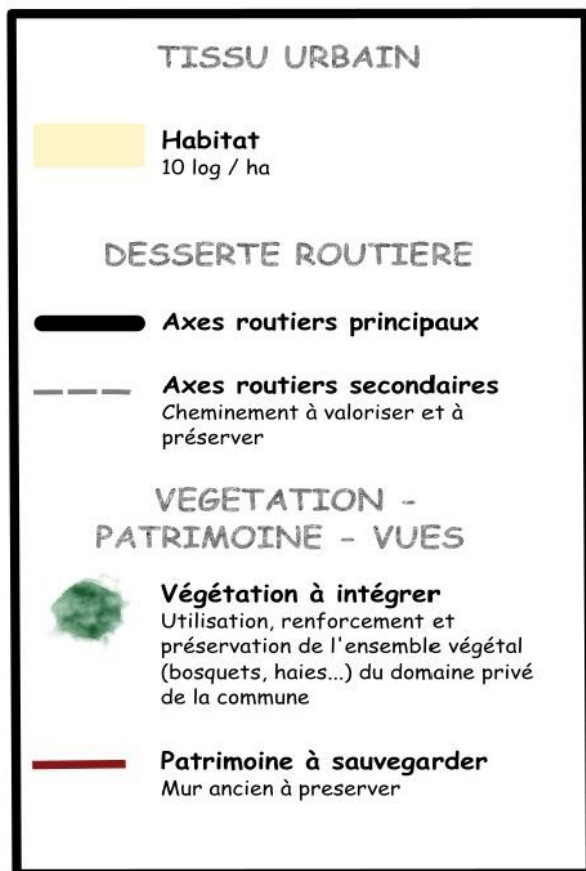 TISSU URBAIN
Habitat
10 log / ha
DESSERTE ROUTIERE
Axes routiers principaux
Axes routiers secondaires
Cheminement à valoriser et à
préserver
VEGETATION -
PATRIMOINE - VUES
Végétation à intégrer
Utilisation, renforcement et
préservation de l'ensemble végétal
(bosquets, haies...) du domaine privé
de la commune
Patrimoine à sauvegarder
Mur ancien à preserver